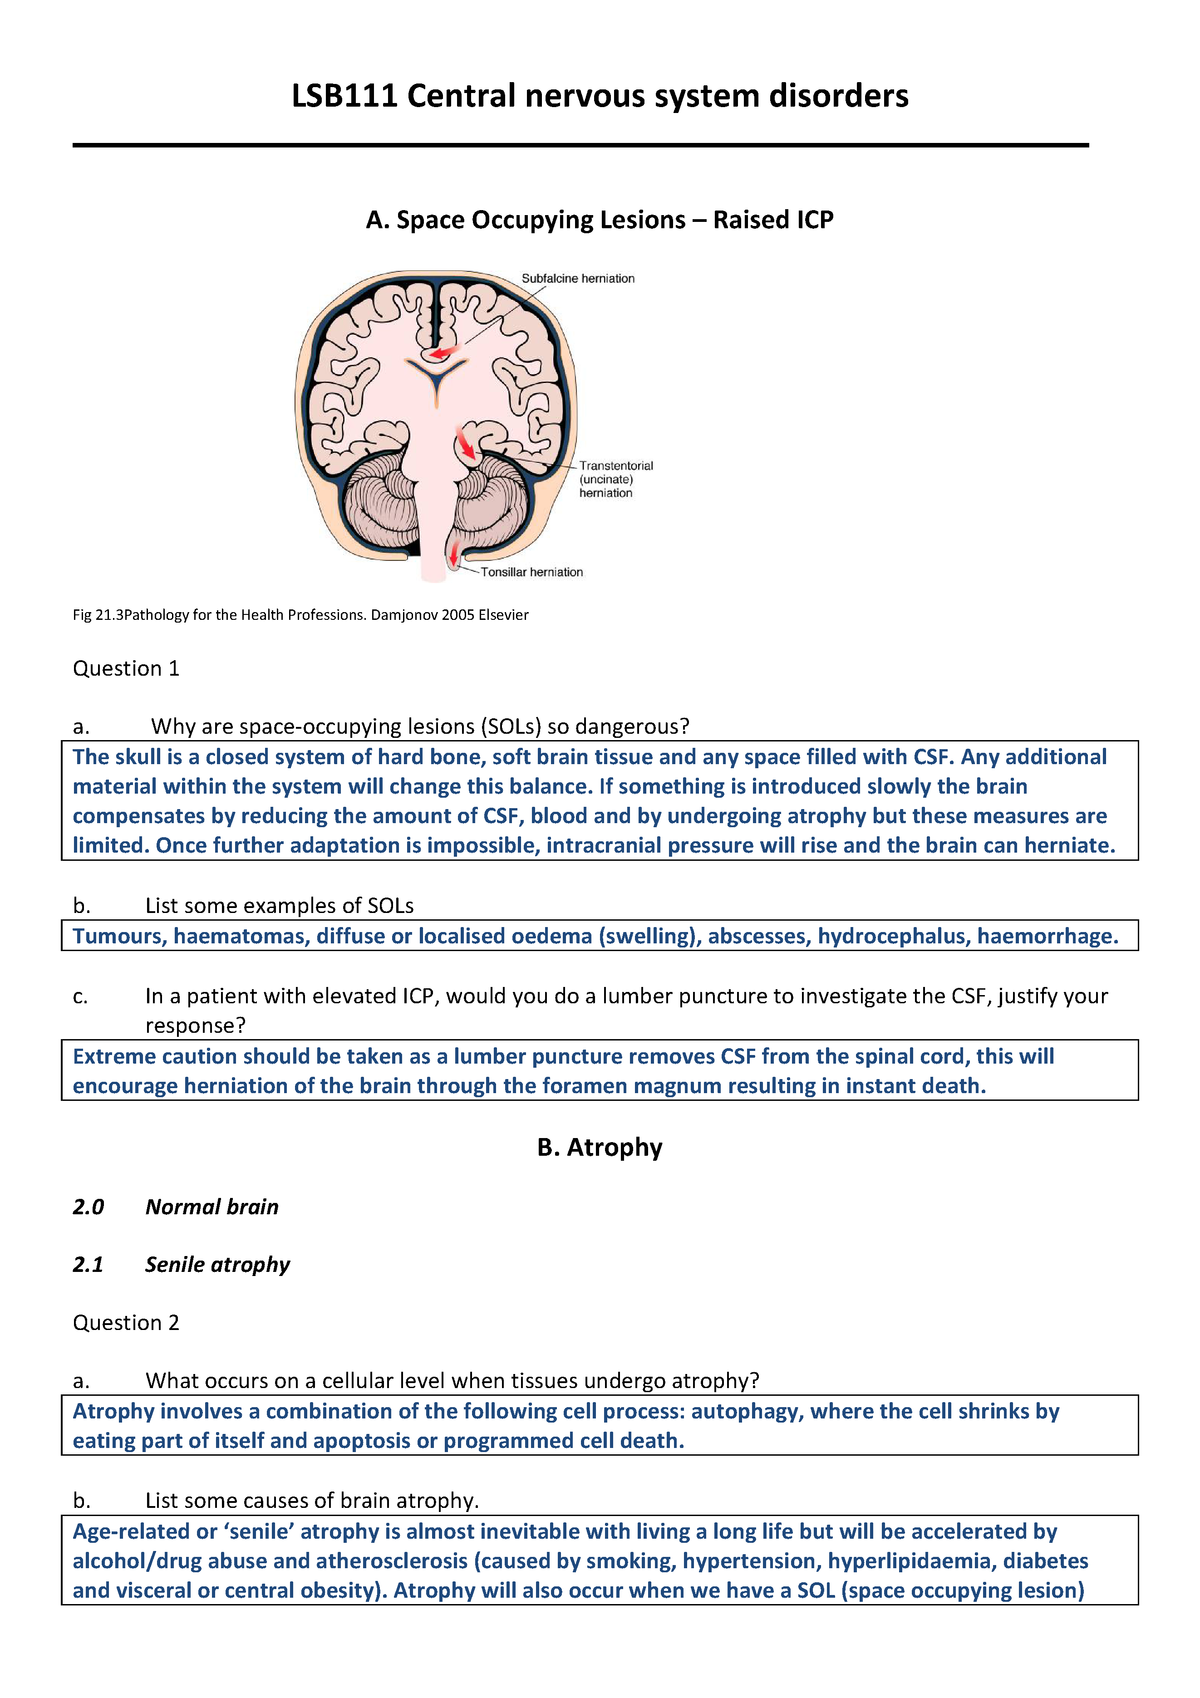 LSB111 Central nervous system disorders
A. Space Occupying Lesions – Raised ICP
Subfalcine herniation
Transtentorial
(uncinate)
herniation
Tonsillar herniation
Fig 21.3Pathology for the Health Professions. Damjonov 2005 Elsevier
Question 1
a. Why are space-occupying lesions (SOLs) so dangerous?
The skull is a closed system of hard bone, soft brain tissue and any space filled with CSF. Any additional
material within the system will change this balance. If something is introduced slowly the brain
compensates by reducing the amount of CSF, blood and by undergoing atrophy but these measures are
limited. Once further adaptation is impossible, intracranial pressure will rise and the brain can herniate.
b. List some examples of SOLs
Tumours, haematomas, diffuse or localised oedema (swelling), abscesses, hydrocephalus, haemorrhage.
c. In a patient with elevated ICP, would you do a lumber puncture to investigate the CSF, justify your
response?
Extreme caution should be taken as a lumber puncture removes CSF from the spinal cord, this will
encourage herniation of the brain through the foramen magnum resulting in instant death.
B. Atrophy
2.0 Normal brain
2.1 Senile atrophy
Question 2
a. What occurs on a cellular level when tissues undergo atrophy?
Atrophy involves a combination of the following cell process: autophagy, where the cell shrinks by
eating part of itself and apoptosis or programmed cell death.
b. List some causes of brain atrophy.
Age-related or ‘senile’ atrophy is almost inevitable with living a long life but will be accelerated by
alcohol/drug abuse and atherosclerosis (caused by smoking, hypertension, hyperlipidaemia, diabetes
and visceral or central obesity). Atrophy will also occur when we have a SOL (space occupying lesion)